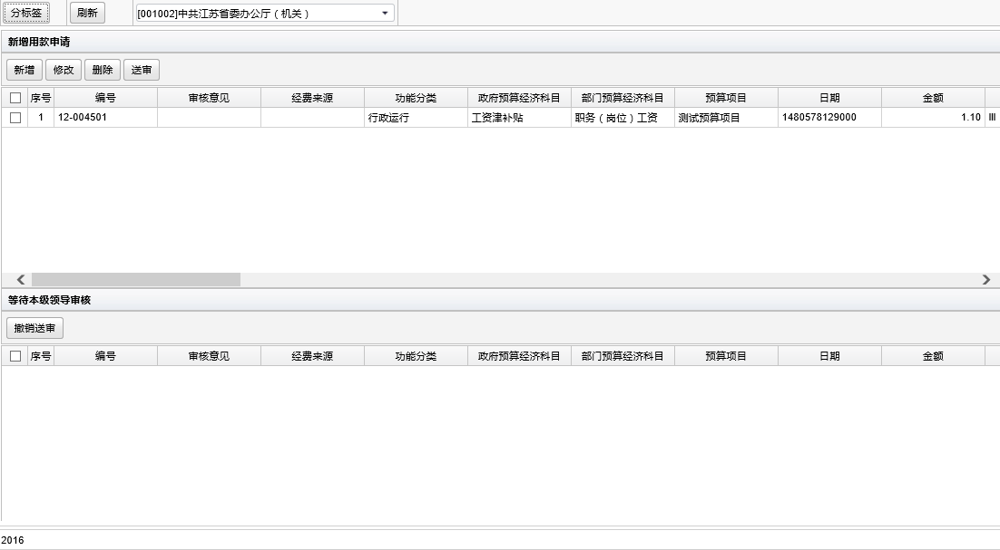 分标签 刷新 [001002]中共江苏省委办公厅（机关）
新增用款申请
新增 修改 删除 送审
序号 编号 审核意见 经费来源 功能分类 政府预算经济科目 部门预算经济科目 预算项目 日期 金额
1 12-004501 行政运行 工资津补贴 职务（岗位）工资 测试预算项目 1480578129000 1.10
等待本级领导审核
撤销送审
序号 编号 审核意见 经费来源 功能分类 政府预算经济科目 部门预算经济科目 预算项目 日期 金额
2016